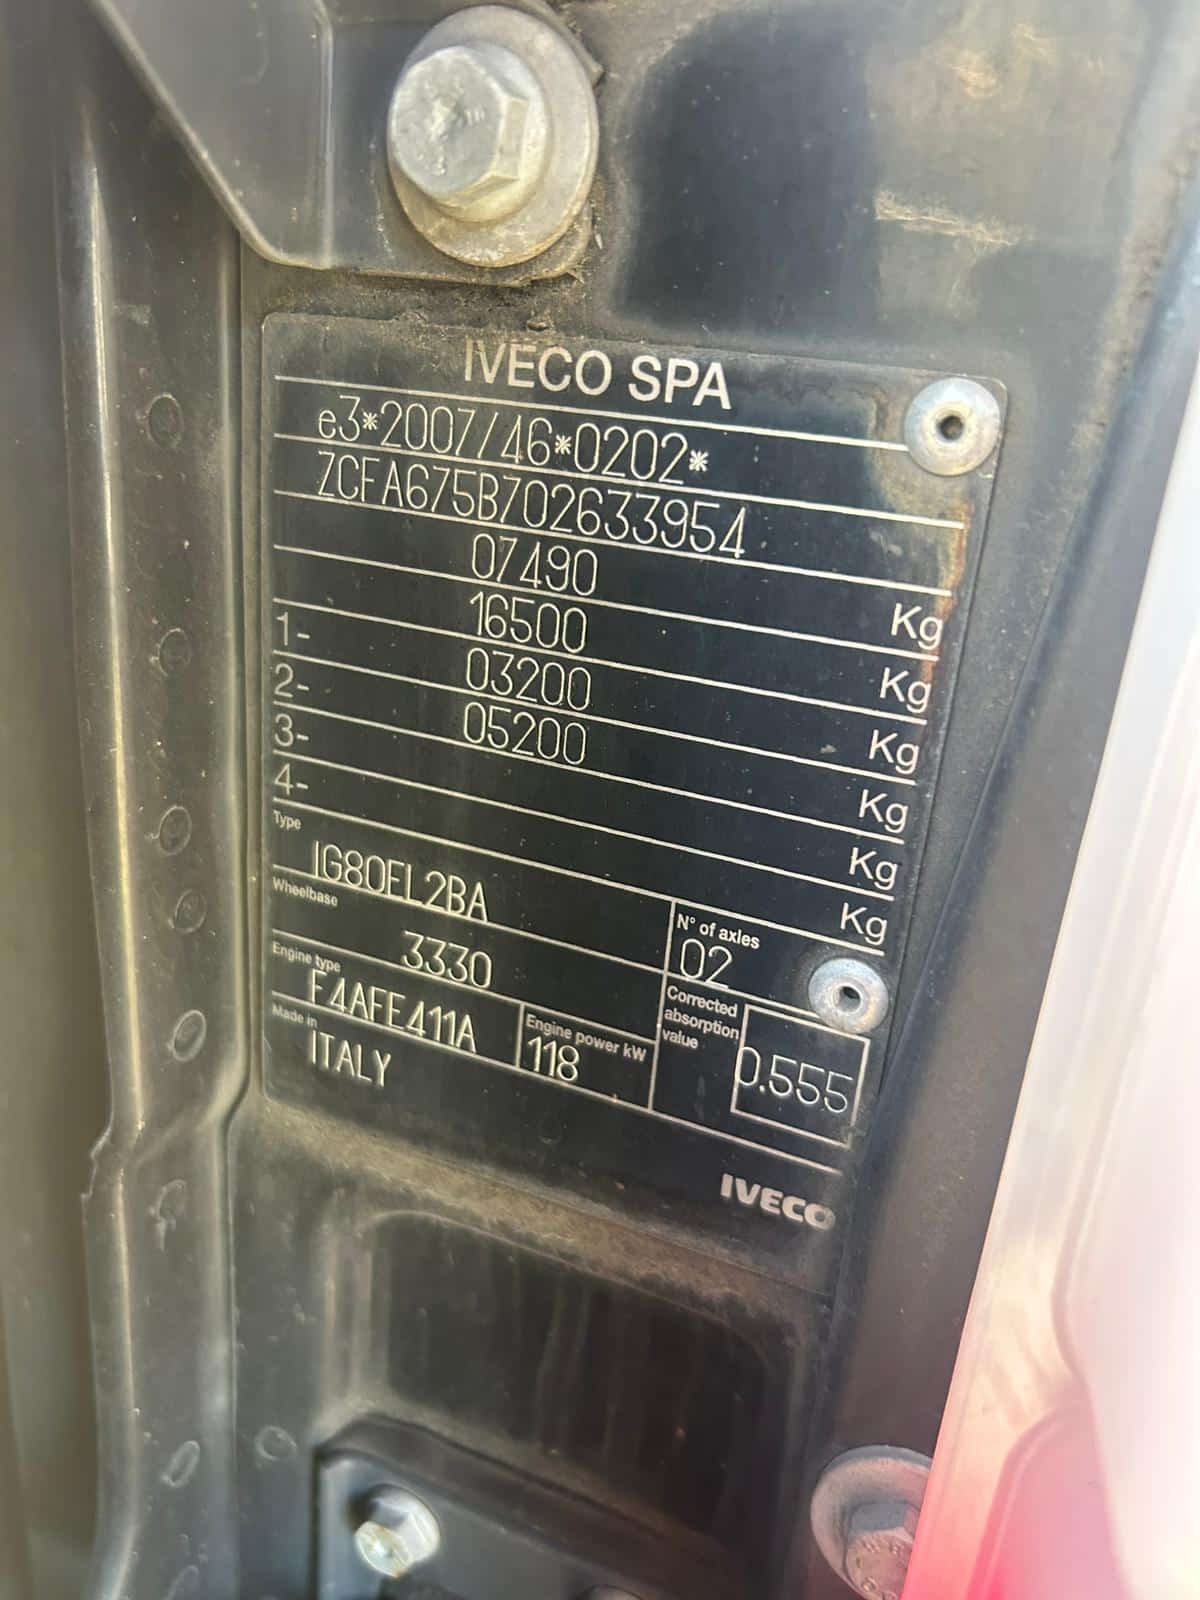 IVECO SPA
e3*2007/46*0202*
ZCFA675B702633954
07490 Kg
16500 Kg
1- 03200 Kg
2- 05200 Kg
3- Kg
4- Kg
Type
IG80EL2BA
N° of axles
02
Wheelbase
3330
Corrected absorption value
0.555
Engine type
F4AFE411A
Engine power kW
118
Made in
ITALY
IVECO